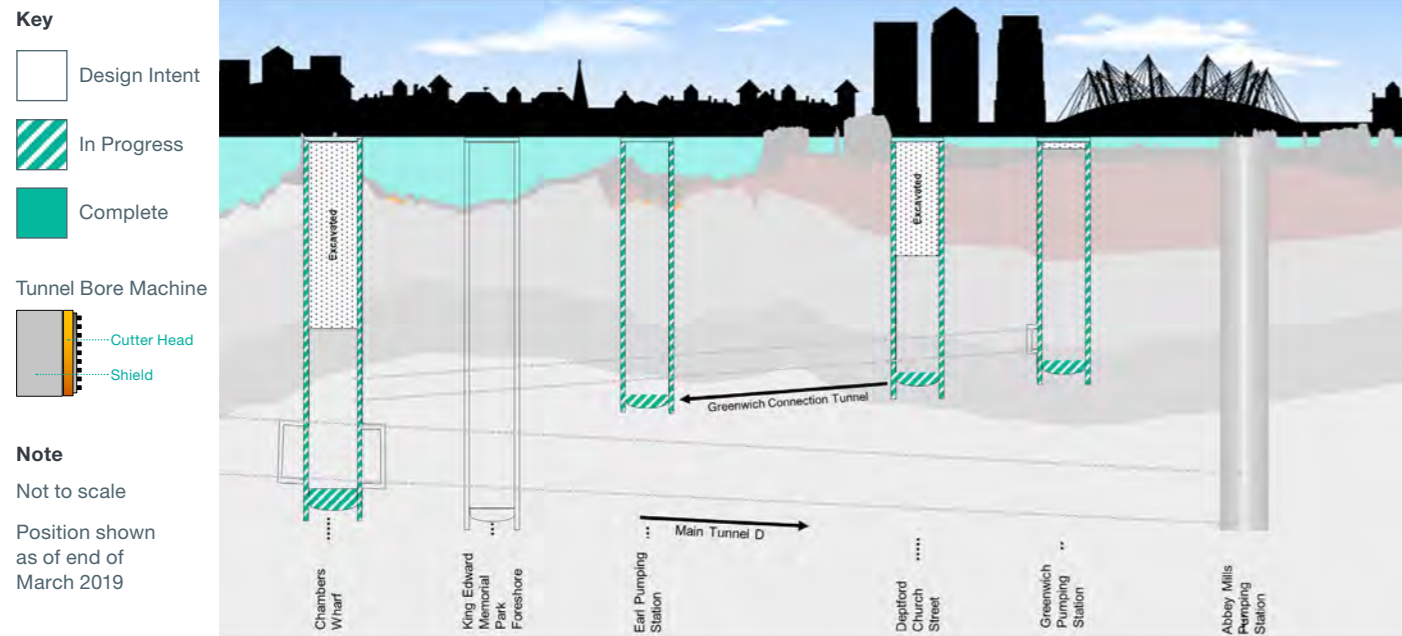 Key
Design Intent
In Progress
Complete
Tunnel Bore Machine
Cutter Head
Shield
Note
Not to scale
Position shown
as of end of
March 2019
Excavated
Excavated
Greenwich Connection Tunnel
Main Tunnel D
Chambers
Wharf
King Edward
Memorial
Park
Foreshore
Earl Pumping
Station
Deptford
Church
Street
Greenwich
Pumping
Station
Abbey Mills
Pumping
Station